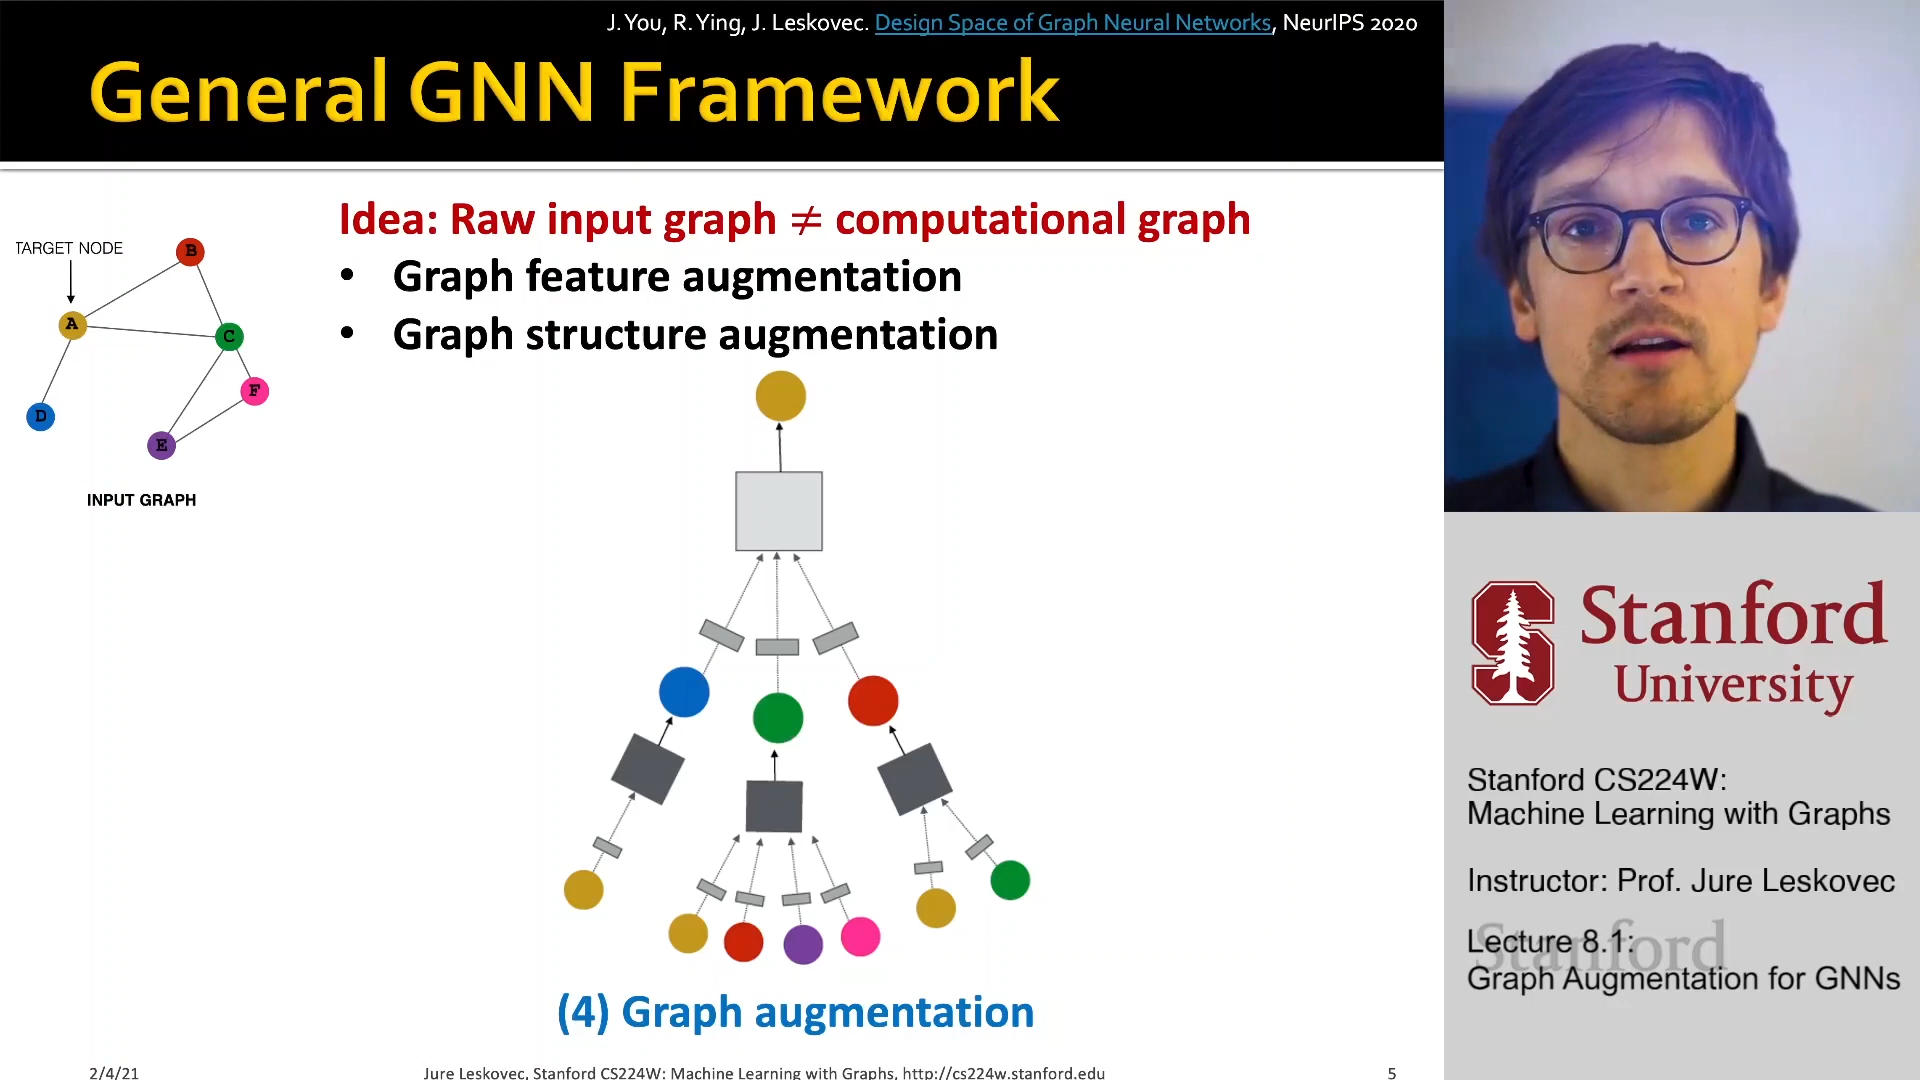 J. You, R. Ying, J. Leskovec. Design Space of Graph Neural Networks, NeurIPS 2020
General GNN Framework
Idea: Raw input graph ≠ computational graph
• Graph feature augmentation
• Graph structure augmentation
TARGET NODE
B
A
C
F
D
E
INPUT GRAPH
(4) Graph augmentation
2/4/21
Jure Leskovec, Stanford CS224W: Machine Learning with Graphs, http://cs224w.stanford.edu
5
Stanford
University
Stanford CS224W:
Machine Learning with Graphs
Instructor: Prof. Jure Leskovec
Stanford
Lecture 8.1:
Graph Augmentation for GNNs